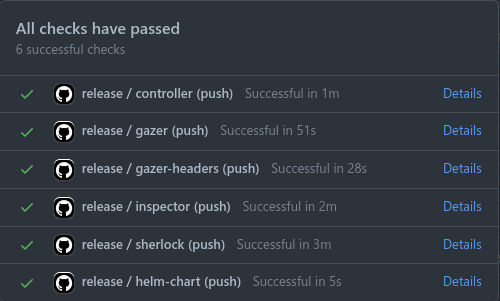 All checks have passed
6 successful checks
release / controller (push) Successful in 1m Details
release / gazer (push) Successful in 51s Details
release / gazer-headers (push) Successful in 28s Details
release / inspector (push) Successful in 2m Details
release / sherlock (push) Successful in 3m Details
release / helm-chart (push) Successful in 5s Details